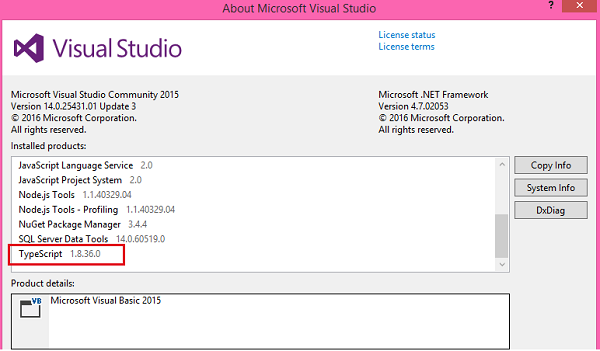 About Microsoft Visual Studio
? ×
Visual Studio
License status
License terms
Microsoft Visual Studio Community 2015
Version 14.0.25431.01 Update 3
© 2016 Microsoft Corporation.
All rights reserved.
Microsoft .NET Framework
Version 4.7.02053
© 2016 Microsoft Corporation.
All rights reserved.
Installed products:
JavaScript Language Service 2.0
JavaScript Project System 2.0
Node.js Tools 1.1.40329.04
Node.js Tools - Profiling 1.1.40329.04
NuGet Package Manager 3.4.4
SQL Server Data Tools 14.0.60519.0
TypeScript 1.8.36.0
Copy Info
System Info
DxDiag
Product details:
VB
Microsoft Visual Basic 2015